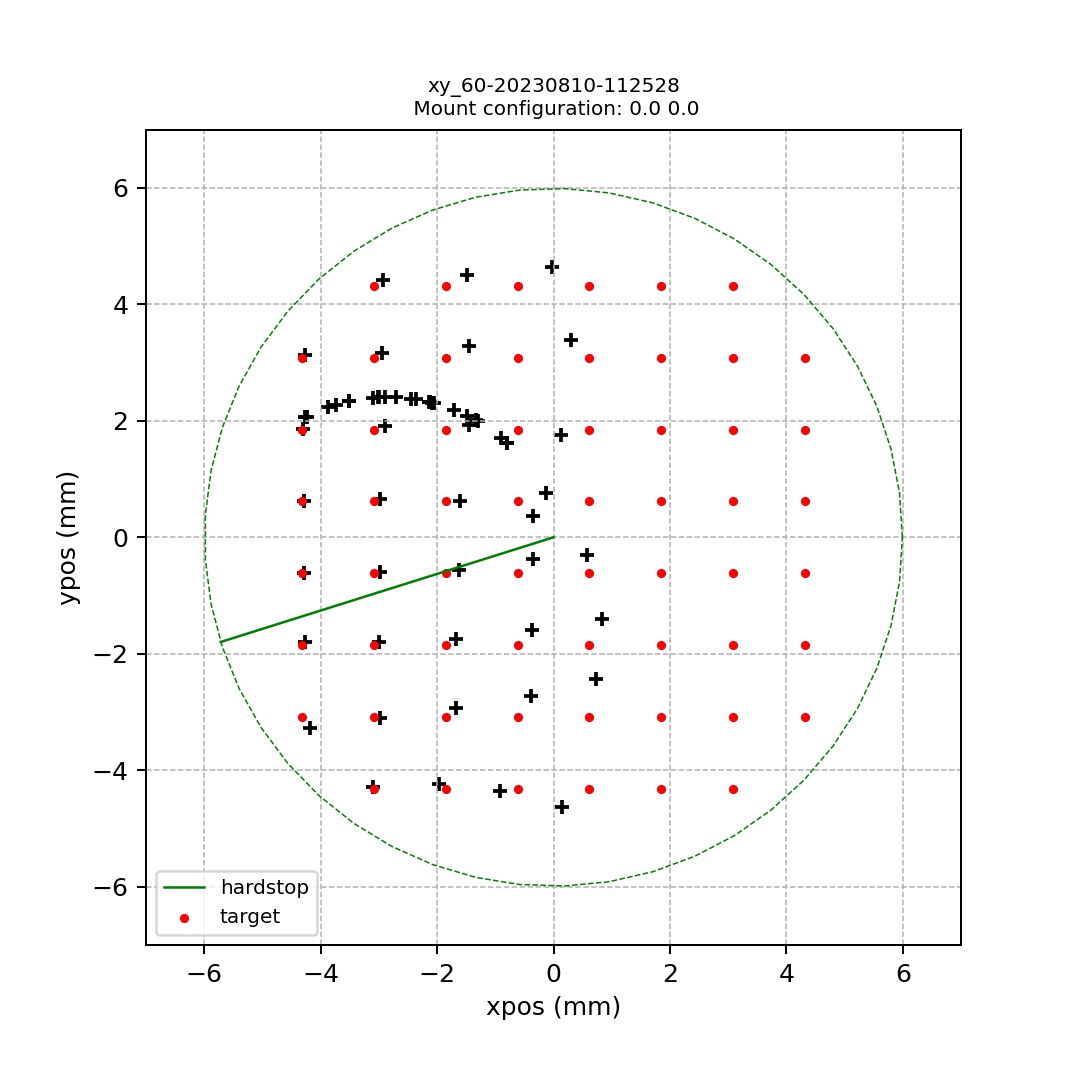 xy_60-20230810-112528
Mount configuration: 0.0 0.0
6
4
2
0
−2
−4
−6
ypos (mm)
hardstop
target
−6 −4 −2 0 2 4 6
xpos (mm)